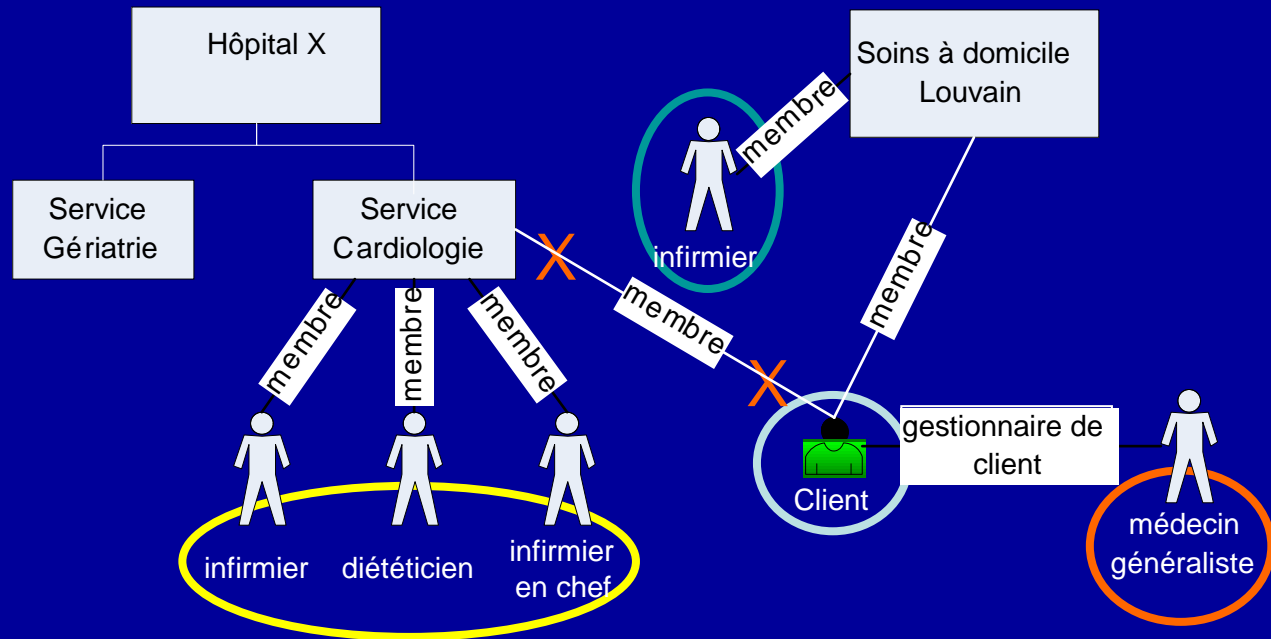 Hôpital X
Soins à domicile
Louvain
membre
infirmier
Service
Gériatrie
Service
Cardiologie
X
membre
membre
X
membre
membre
membre
gestionnaire de
client
Client
infirmier
diététicien
infirmier
en chef
médecin
généraliste